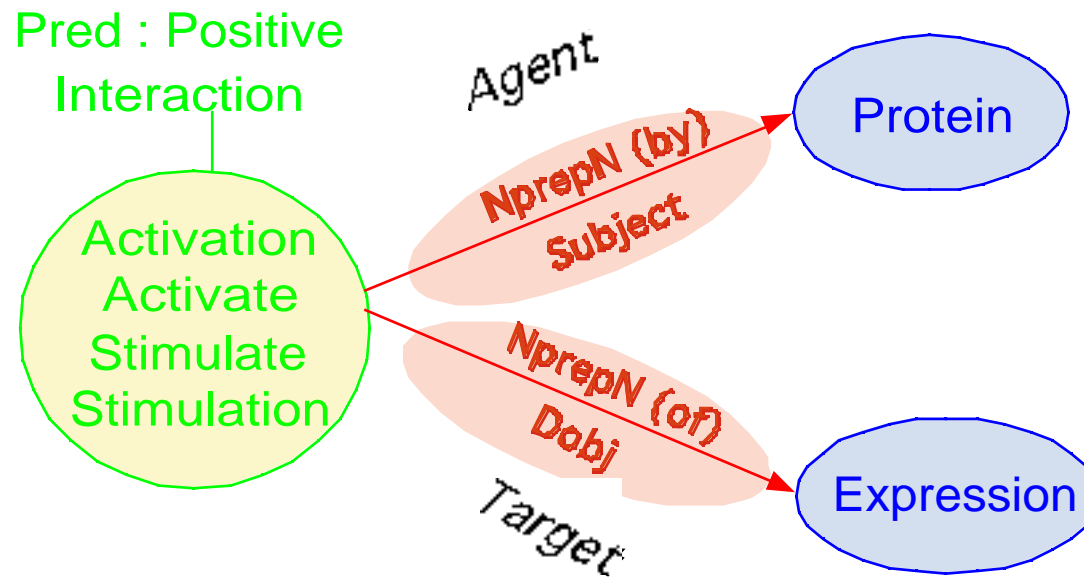 Pred : Positive
Interaction
Activation
Activate
Stimulate
Stimulation
Agent
NprepN (by)
Subject
Protein
NprepN (of)
Dobj
Target
Expression